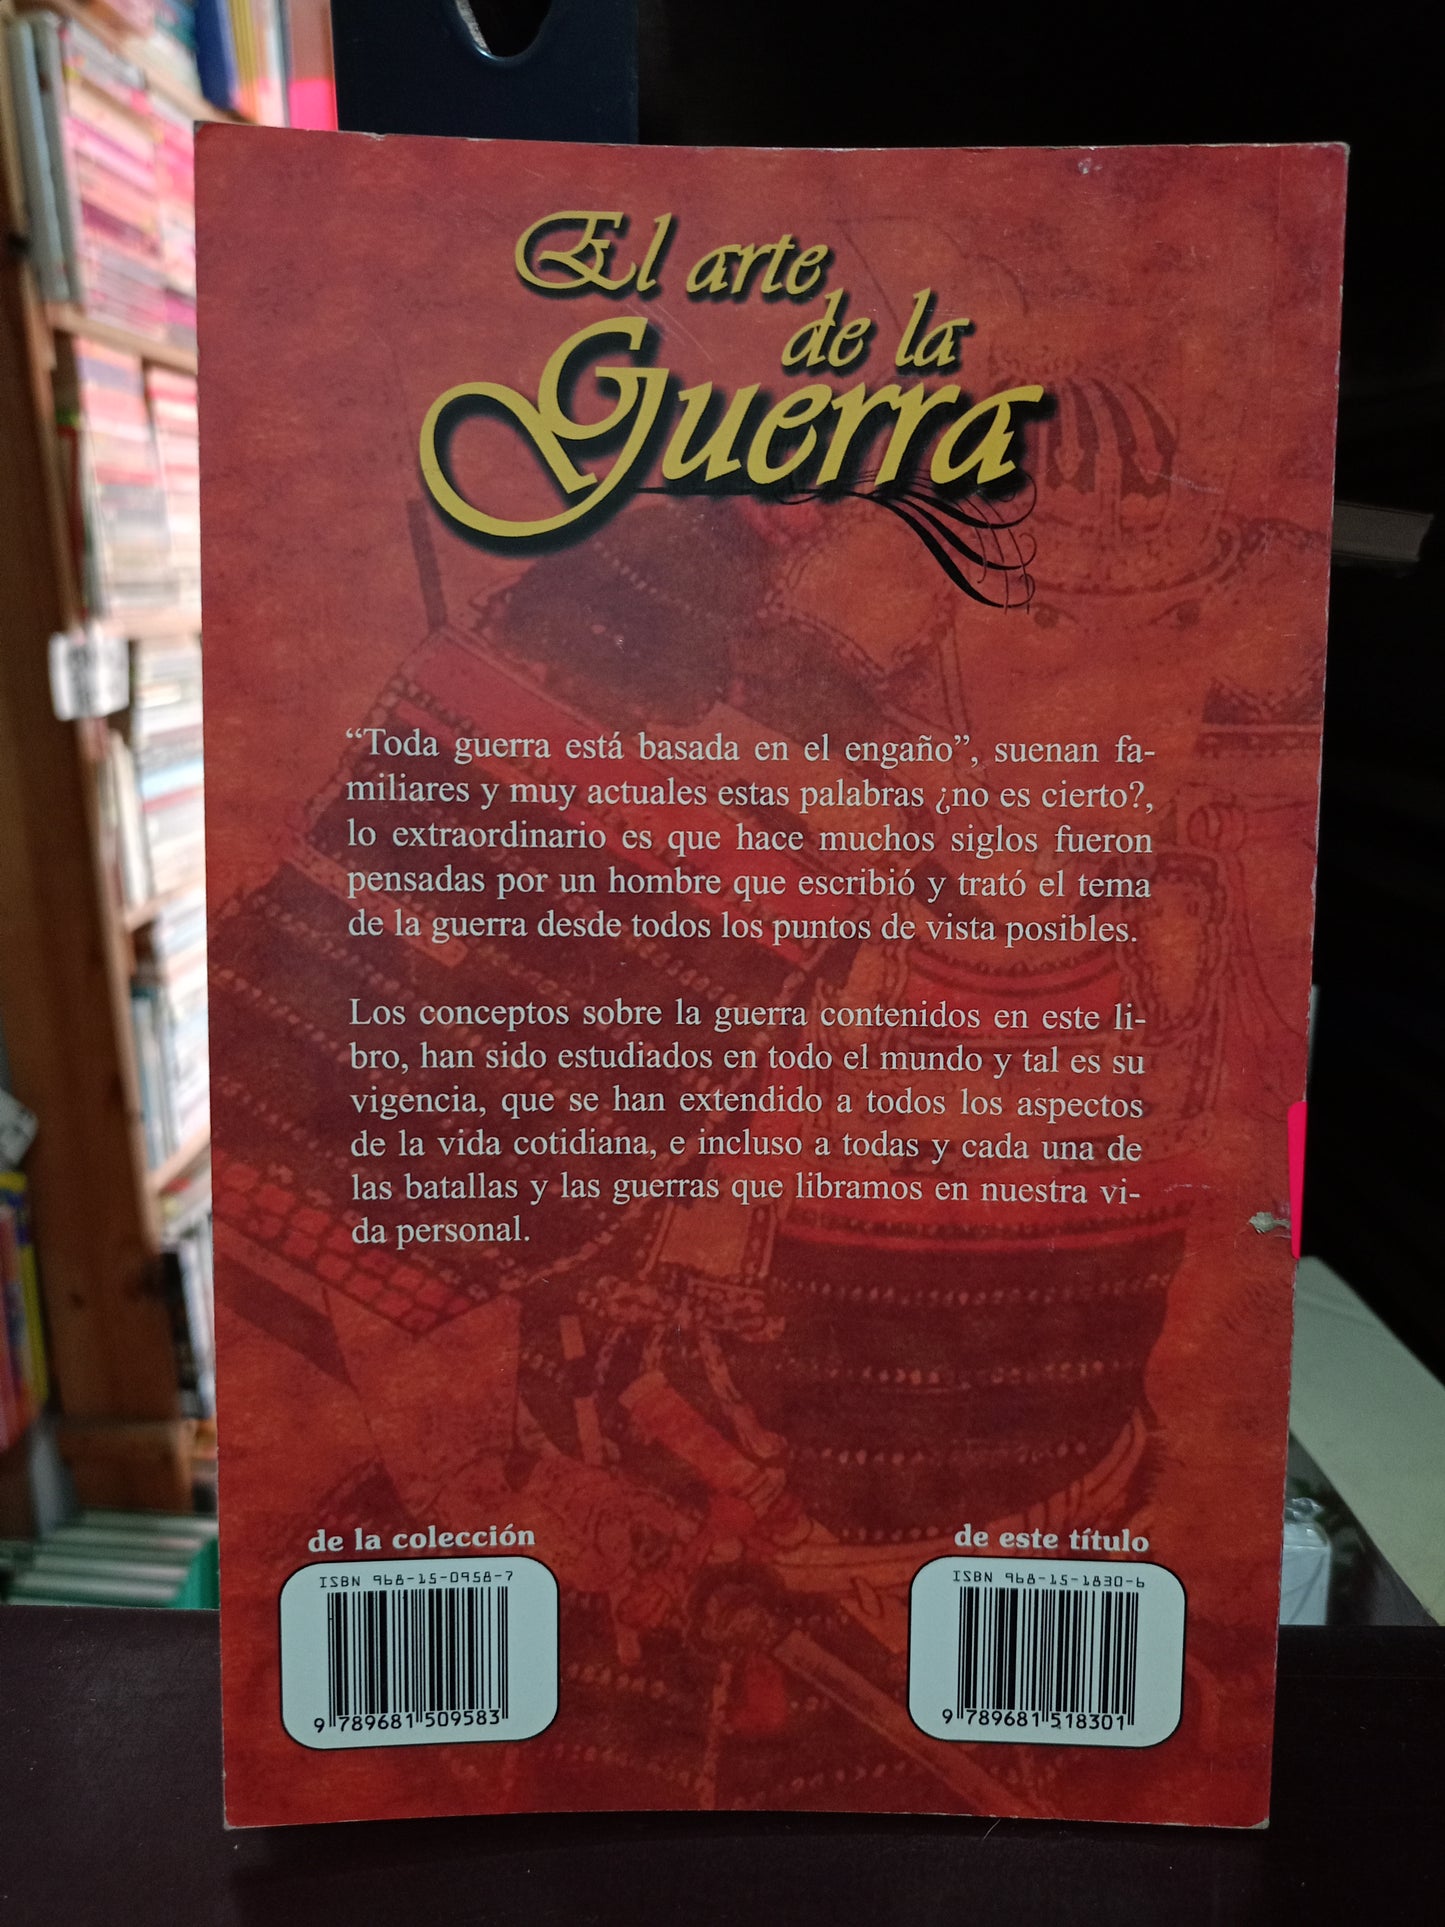 El arte
de la
Guerra
“Toda guerra está basada en el engaño”, suenan fa-
miliares y muy actuales estas palabras ¿no es cierto?,
lo extraordinario es que hace muchos siglos fueron
pensadas por un hombre que escribió y trató el tema
de la guerra desde todos los puntos de vista posibles.
Los conceptos sobre la guerra contenidos en este li-
bro, han sido estudiados en todo el mundo y tal es su
vigencia, que se han extendido a todos los aspectos
de la vida cotidiana, e incluso a todas y cada una de
las batallas y las guerras que libramos en nuestra vi-
da personal.
de la colección
ISBN 968-15-0958-7
9 789681 509583
de este título
ISBN 968-15-1830-6
9 789681 518301